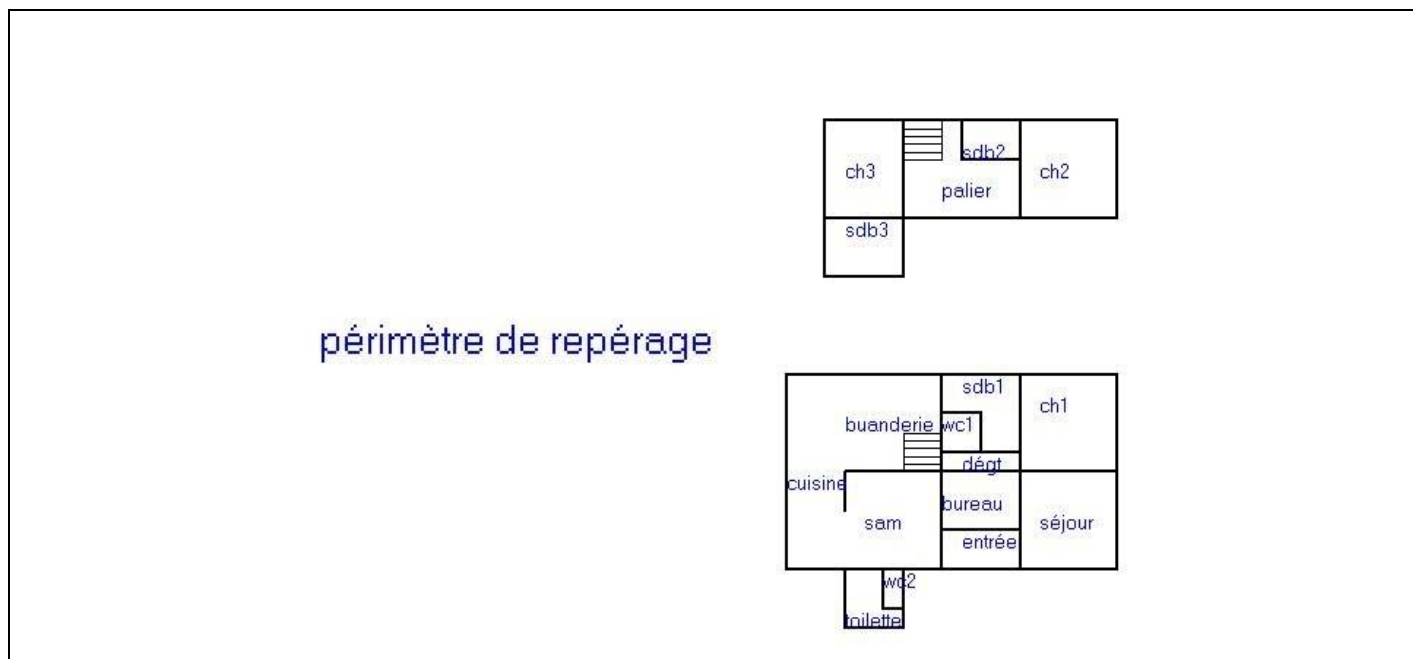 sdb2
ch3
ch2
palier
sdb3
périmètre de repérage
sdb1
ch1
buanderie
wc1
dégt
cuisine
bureau
sam
séjour
entrée
wc2
toilette